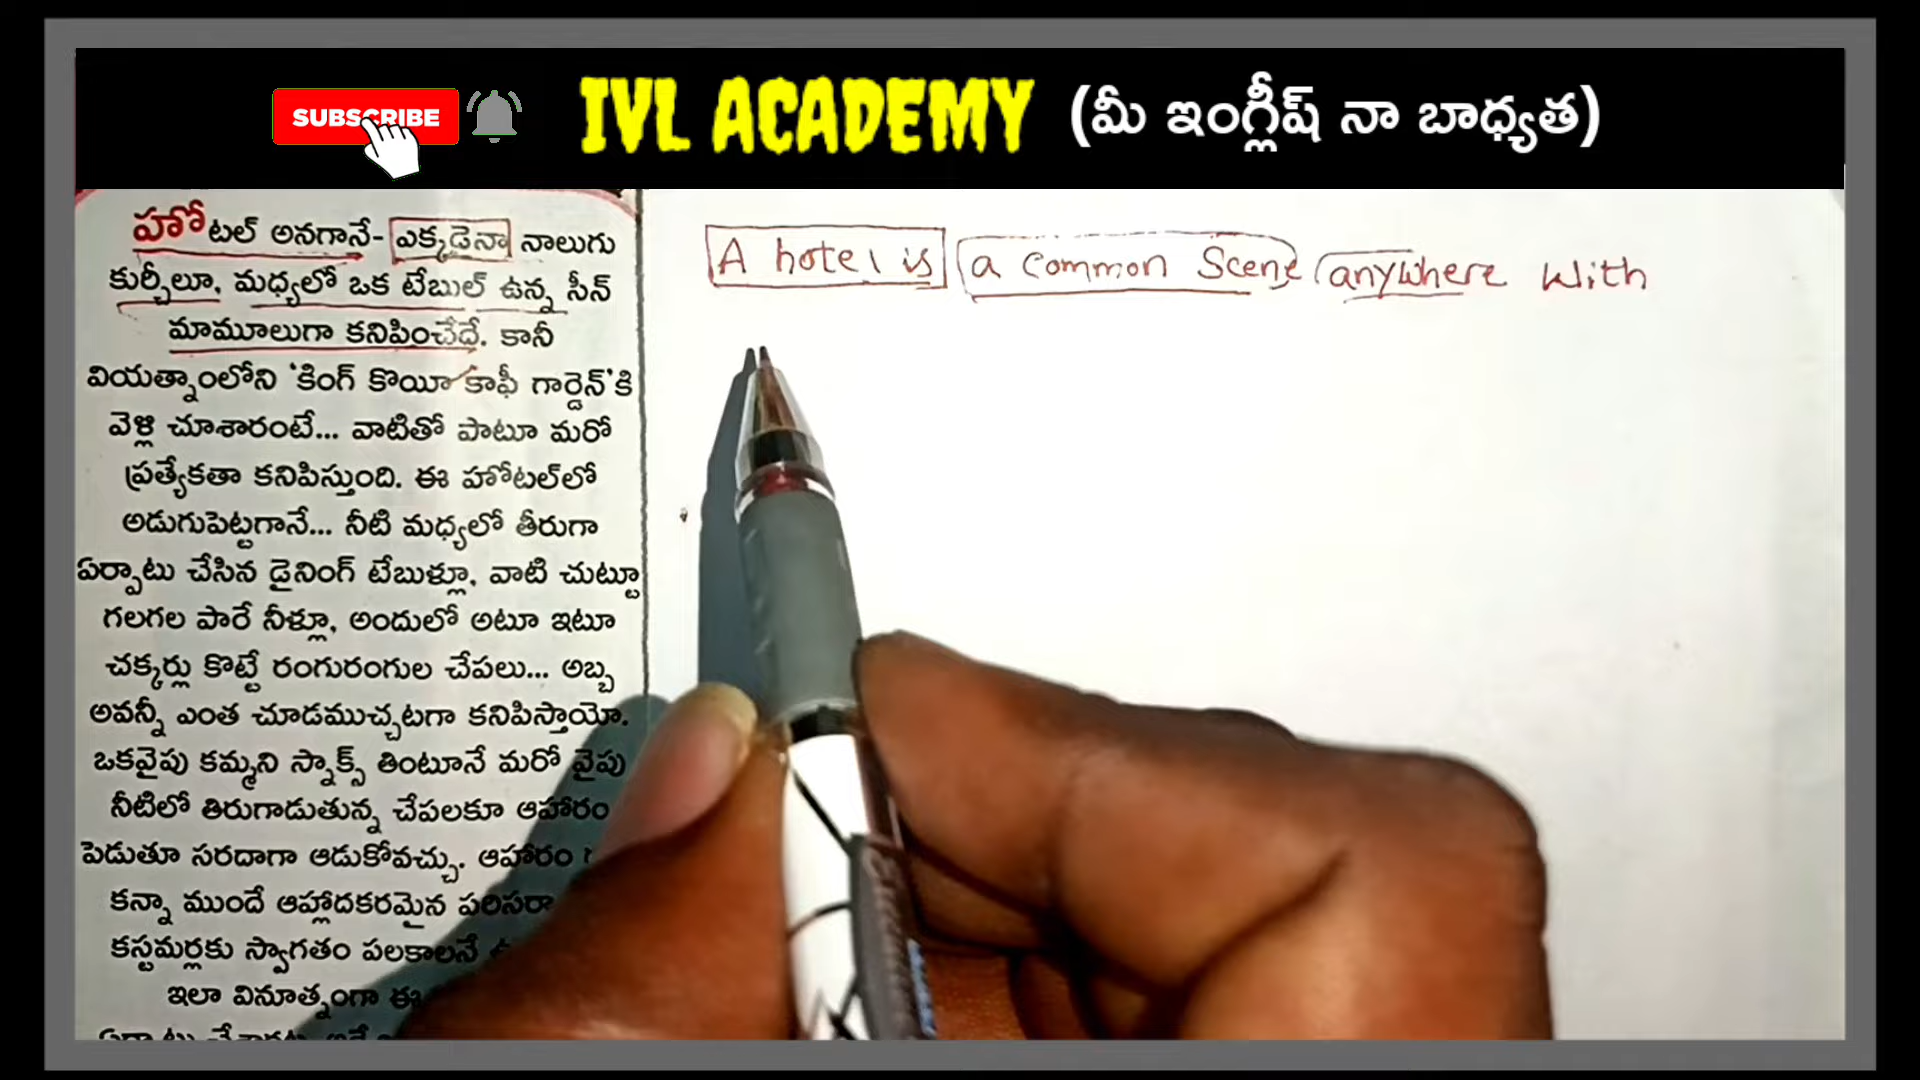 SUBSCRIBE
IVL ACADEMY (మీ ఇంగ్లీష్ నా బాధ్యత)
హోటల్ అనగానే- ఎక్కడైనా నాలుగు
కుర్చీలూ, మధ్యలో ఒక టేబుల్ ఉన్న సీన్
మామూలుగా కనిపించేదే. కానీ
వియత్నాంలోని 'కింగ్ కొయీ కాఫీ గార్డెన్'కి
వెళ్లి చూశారంటే... వాటితో పాటూ మరో
ప్రత్యేకతా కనిపిస్తుంది. ఈ హోటల్‌లో
అడుగుపెట్టగానే... నీటి మధ్యలో తీరుగా
ఏర్పాటు చేసిన డైనింగ్ టేబుళ్లూ, వాటి చుట్టూ
గలగల పారే నీళ్లూ, అందులో అటూ ఇటూ
చక్కర్లు కొట్టే రంగురంగుల చేపలు... అబ్బ
అవన్నీ ఎంత చూడముచ్చటగా కనిపిస్తాయో.
ఒకవైపు కమ్మని స్నాక్స్ తింటూనే మరో వైపు
నీటిలో తిరుగాడుతున్న చేపలకూ ఆహారం
పెడుతూ సరదాగా ఆడుకోవచ్చు. ఆహారం
కన్నా ముందే ఆహ్లాదకరమైన
కస్టమర్లకు స్వాగతం పలకాలనే
ఇలా వినూత్నంగా
A hotel is a common Scene anywhere with